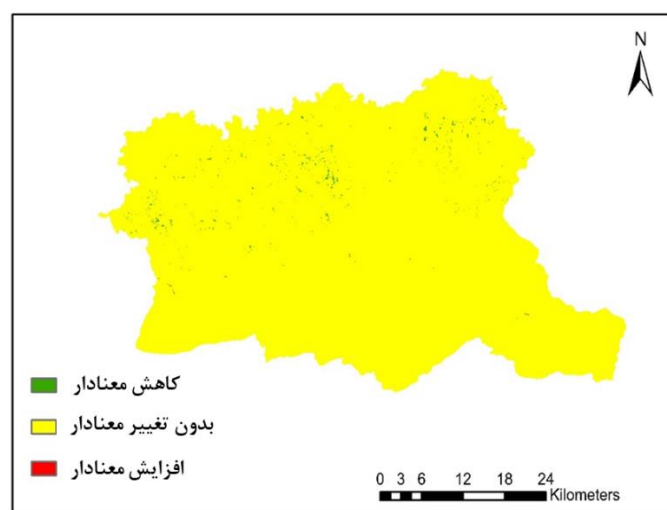 N
کاهش معنادار
بدون تغییر معنادار
افزایش معنادار
0 3 6 12 18 24
Kilometers